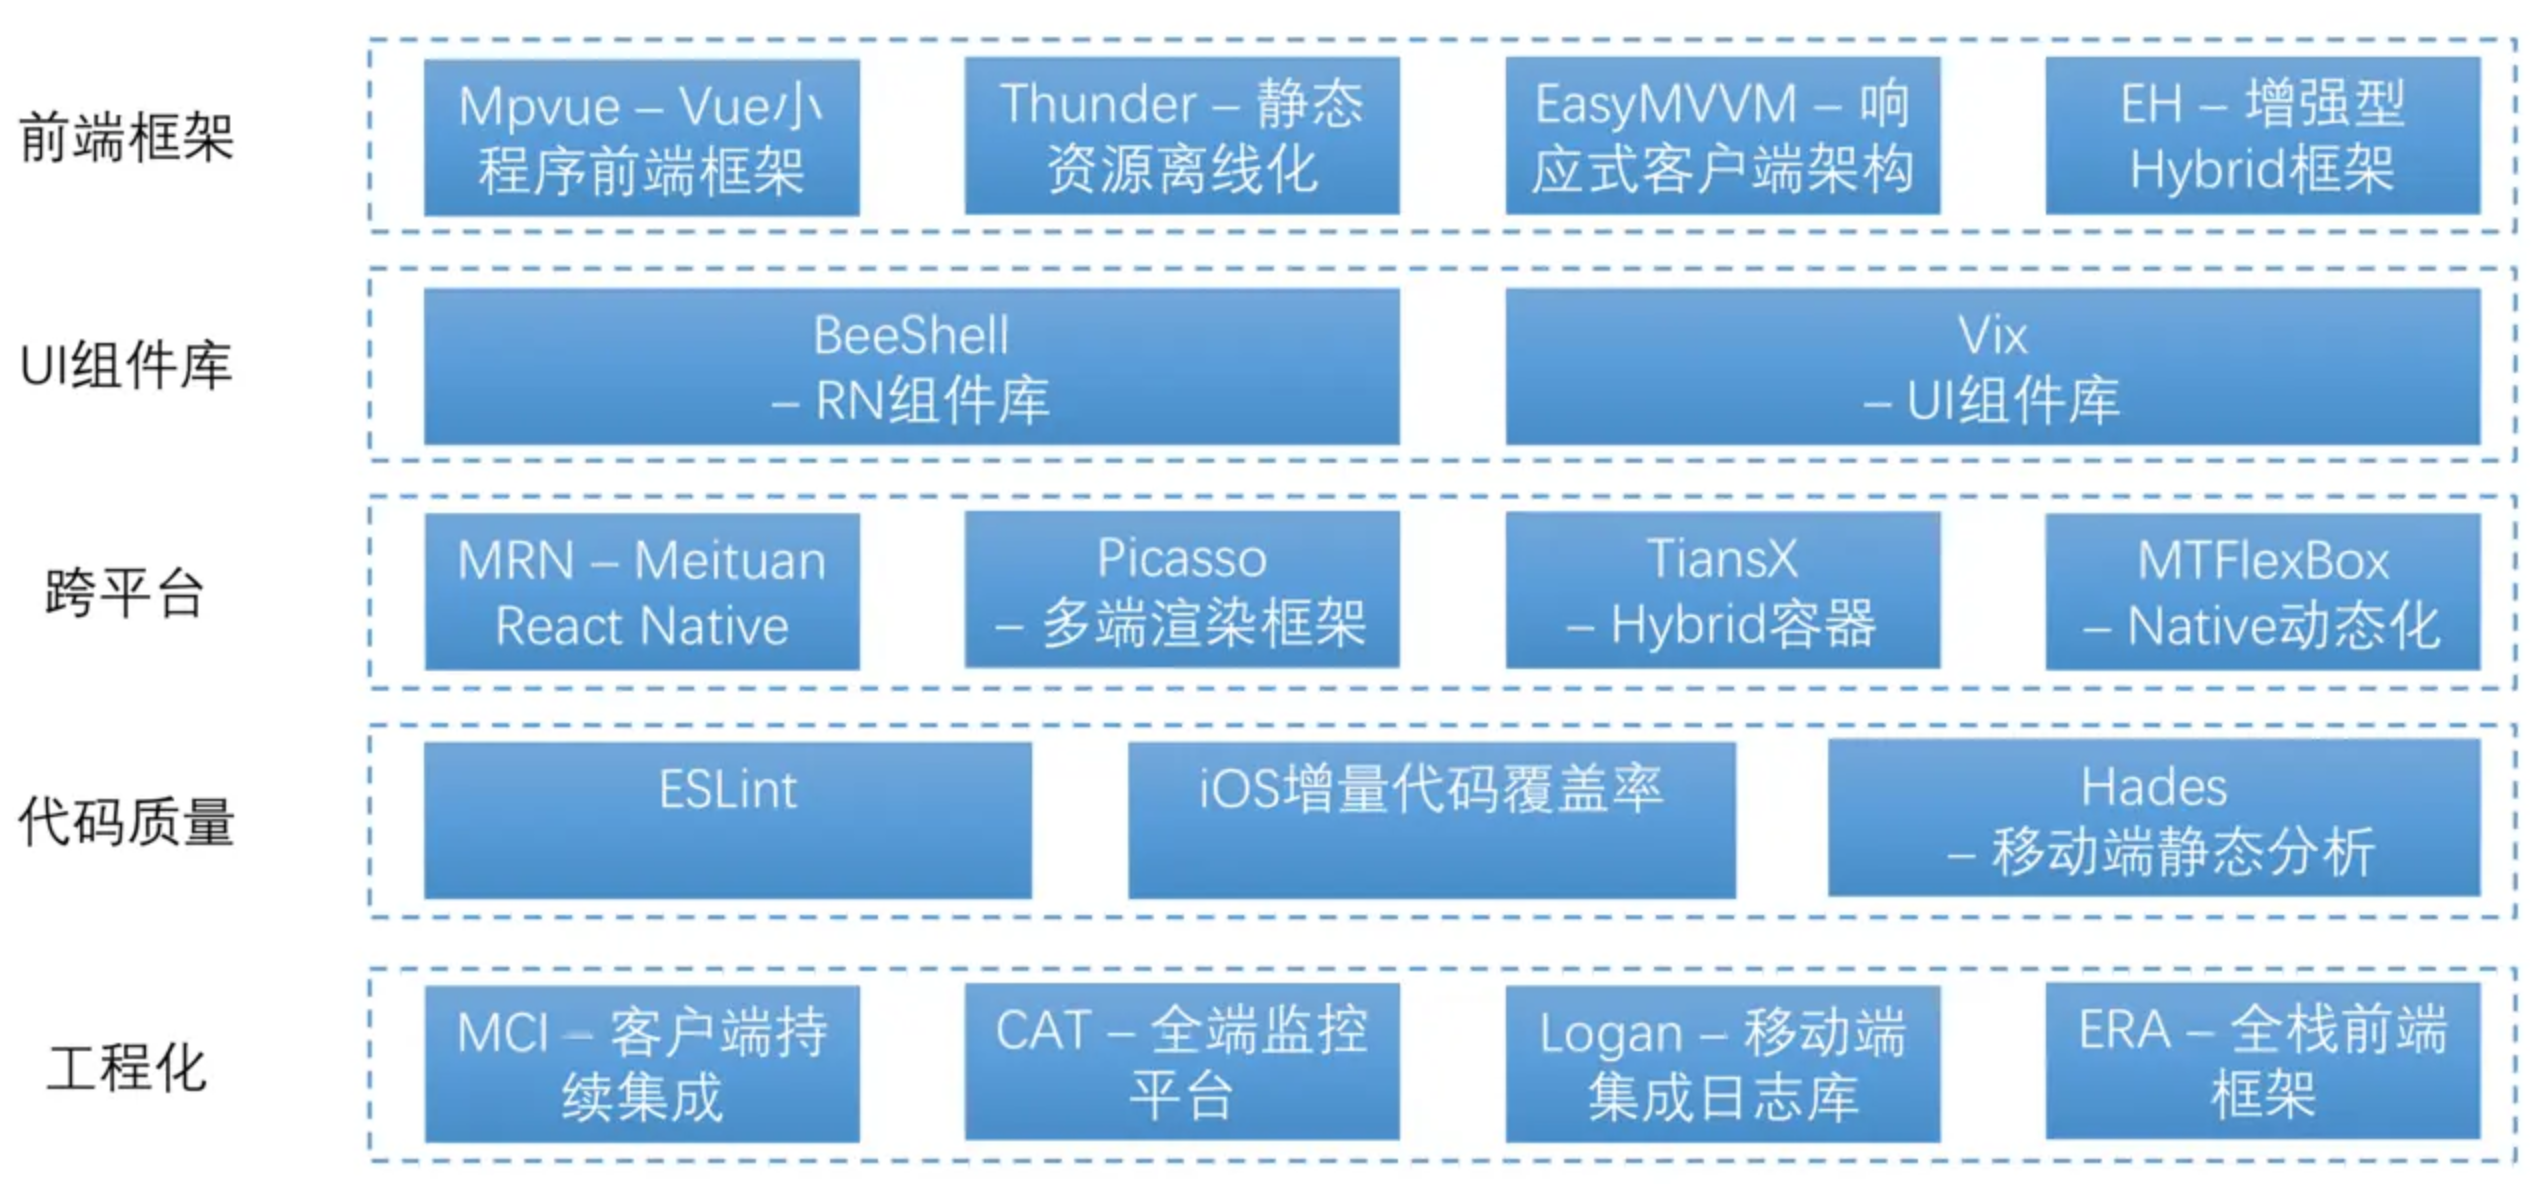 前端框架
Mpvue – Vue小
程序前端框架
Thunder – 静态
资源离线化
EasyMVVM – 响
应式客户端架构
EH – 增强型
Hybrid框架
UI组件库
BeeShell
– RN组件库
Vix
– UI组件库
跨平台
MRN – Meituan
React Native
Picasso
– 多端渲染框架
TiansX
– Hybrid容器
MTFlexBox
– Native动态化
代码质量
ESLint
iOS增量代码覆盖率
Hades
– 移动端静态分析
工程化
MCI – 客户端持
续集成
CAT – 全端监控
平台
Logan – 移动端
集成日志库
ERA – 全栈前端
框架